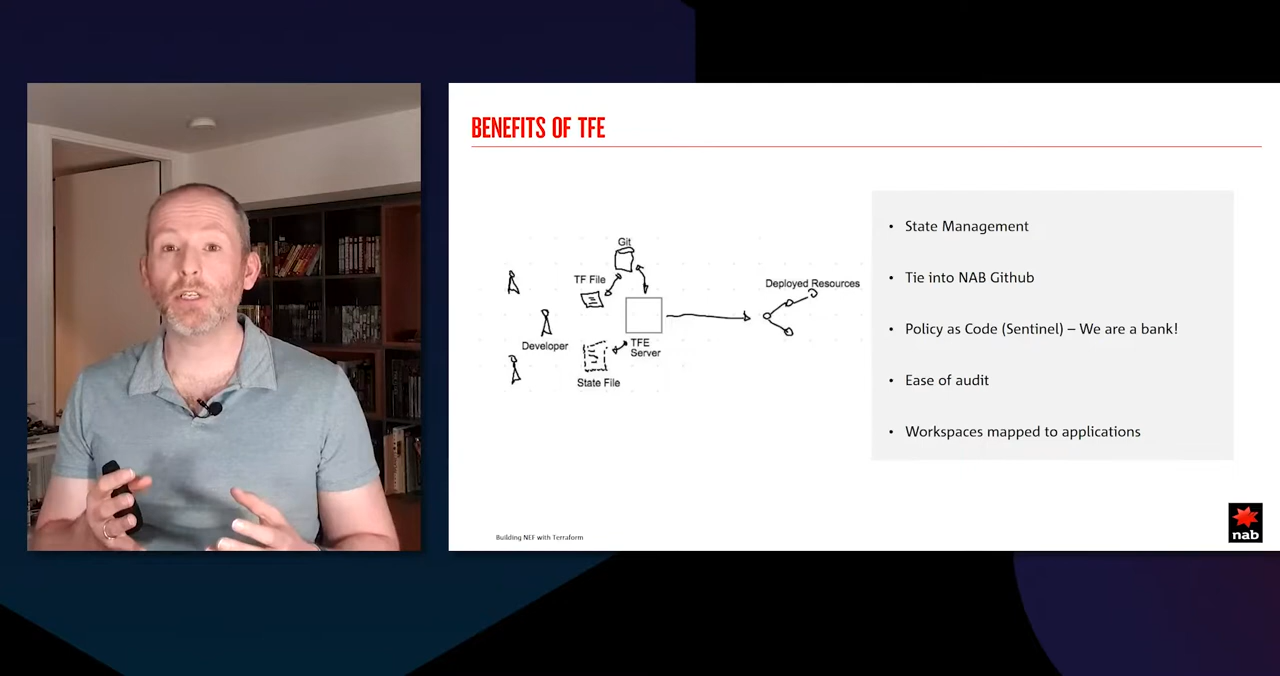 BENEFITS OF TFE
Git
TF File
Developer
TFE
Server
State File
Deployed Resources
• State Management
• Tie into NAB Github
• Policy as Code (Sentinel) – We are a bank!
• Ease of audit
• Workspaces mapped to applications
Building NEF with Terraform
nab